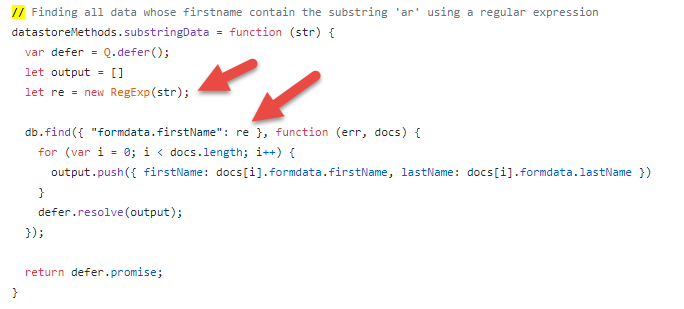 // Finding all data whose firstname contain the substring 'ar' using a regular expression
datastoreMethods.substringData = function (str) {
  var defer = Q.defer();
  let output = []
  let re = new RegExp(str);

  db.find({ "formdata.firstName": re }, function (err, docs) {
    for (var i = 0; i < docs.length; i++) {
      output.push({ firstName: docs[i].formdata.firstName, lastName: docs[i].formdata.lastName })
    }
    defer.resolve(output);
  });

  return defer.promise;
}